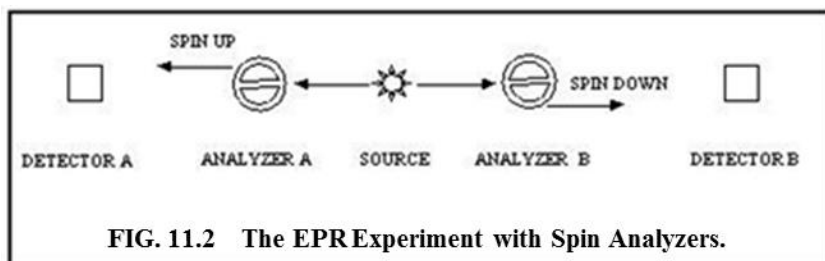 SPIN UP
SPIN DOWN
DETECTOR A ANALYZER A SOURCE ANALYZER B DETECTOR B
FIG. 11.2 The EPR Experiment with Spin Analyzers.